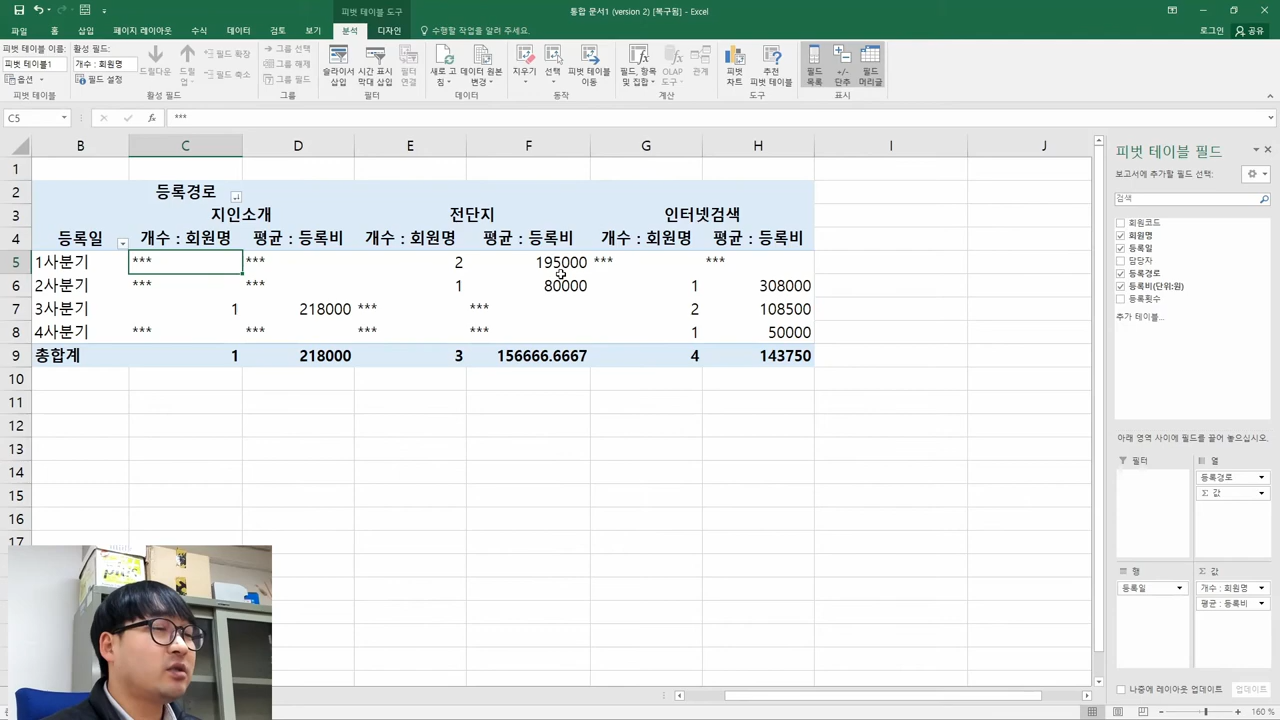 통합 문서1 (version 2) [복구됨] - Excel
피벗 테이블 도구
파일 홈 삽입 페이지 레이아웃 수식 데이터 검토 보기 분석 디자인 수행할 작업을 알려 주세요. 로그인 공유
피벗 테이블 이름: 활성 필드:
피벗 테이블1 개수 : 회원명
옵션 필드 설정
드릴다운 드릴 업 필드 확장 필드 축소
그룹 선택
그룹 해제
그룹 필드
슬라이서 삽입 시간 표시 막대 삽입 필터 연결
새로 고침 데이터 원본 변경
지우기 선택 피벗 테이블 이동
필드, 항목 및 집합 OLAP 도구 관계
피벗 차트 추천 피벗 테이블
필드 목록 +/- 단추 필드 머리글
피벗 테이블 활성 필드 그룹 필터 데이터 동작 계산 도구 표시
C5 fx ***
B C D E F G H I J
1
2 등록경로
3 지인소개 전단지 인터넷검색
4 등록일 개수 : 회원명 평균 : 등록비 개수 : 회원명 평균 : 등록비 개수 : 회원명 평균 : 등록비
5 1사분기 *** *** 2 195000 *** ***
6 2사분기 *** *** 1 80000 1 308000
7 3사분기 1 218000 *** *** 2 108500
8 4사분기 *** *** *** *** 1 50000
9 총합계 1 218000 3 156666.6667 4 143750
10
11
12
13
14
15
16
17
피벗 테이블 필드
보고서에 추가할 필드 선택:
검색
회원코드
회원명
등록일
담당자
등록경로
등록비(단위:원)
등록횟수
추가 테이블...
아래 영역 사이에 필드를 끌어 놓으십시오.
필터 열
등록경로
Σ 값
행 Σ 값
등록일 개수 : 회원명
평균 : 등록비
나중에 레이아웃 업데이트 업데이트
160 %